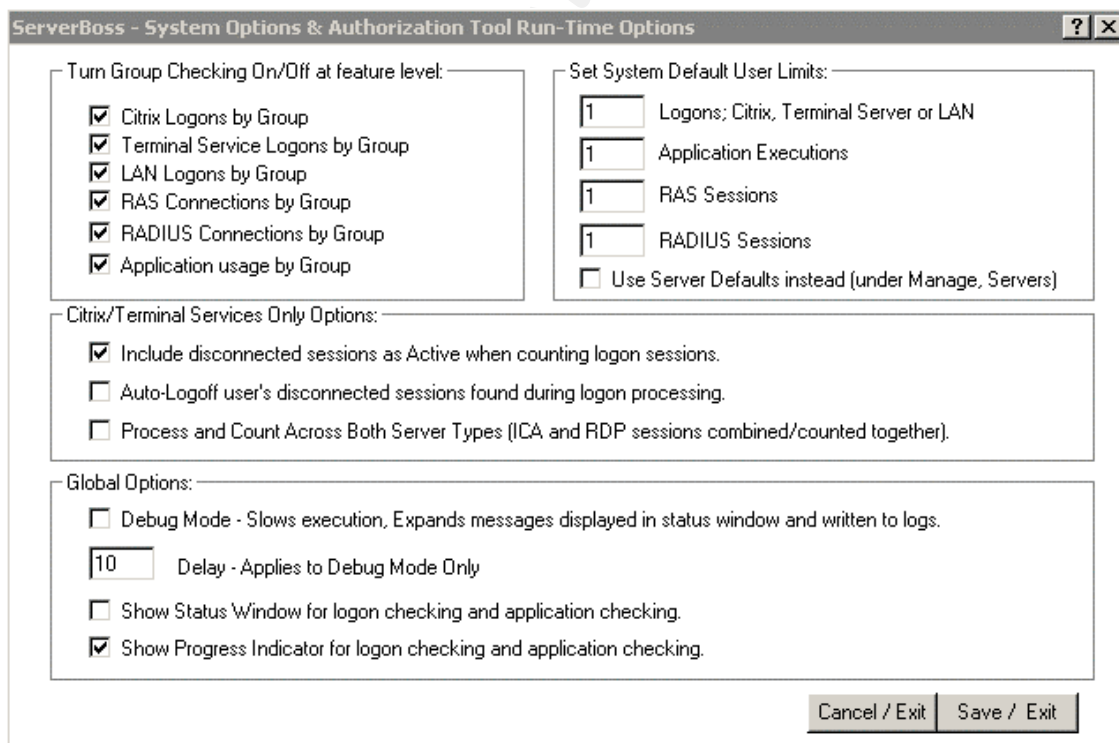 ServerBoss - System Options & Authorization Tool Run-Time Options
Turn Group Checking On/Off at feature level:
Citrix Logons by Group
Terminal Service Logons by Group
LAN Logons by Group
RAS Connections by Group
RADIUS Connections by Group
Application usage by Group
Set System Default User Limits:
1 Logons; Citrix, Terminal Server or LAN
1 Application Executions
1 RAS Sessions
1 RADIUS Sessions
Use Server Defaults instead (under Manage, Servers)
Citrix/Terminal Services Only Options:
Include disconnected sessions as Active when counting logon sessions.
Auto-Logoff user's disconnected sessions found during logon processing.
Process and Count Across Both Server Types (ICA and RDP sessions combined/counted together).
Global Options:
Debug Mode - Slows execution, Expands messages displayed in status window and written to logs.
10 Delay - Applies to Debug Mode Only
Show Status Window for logon checking and application checking.
Show Progress Indicator for logon checking and application checking.
Cancel / Exit
Save / Exit